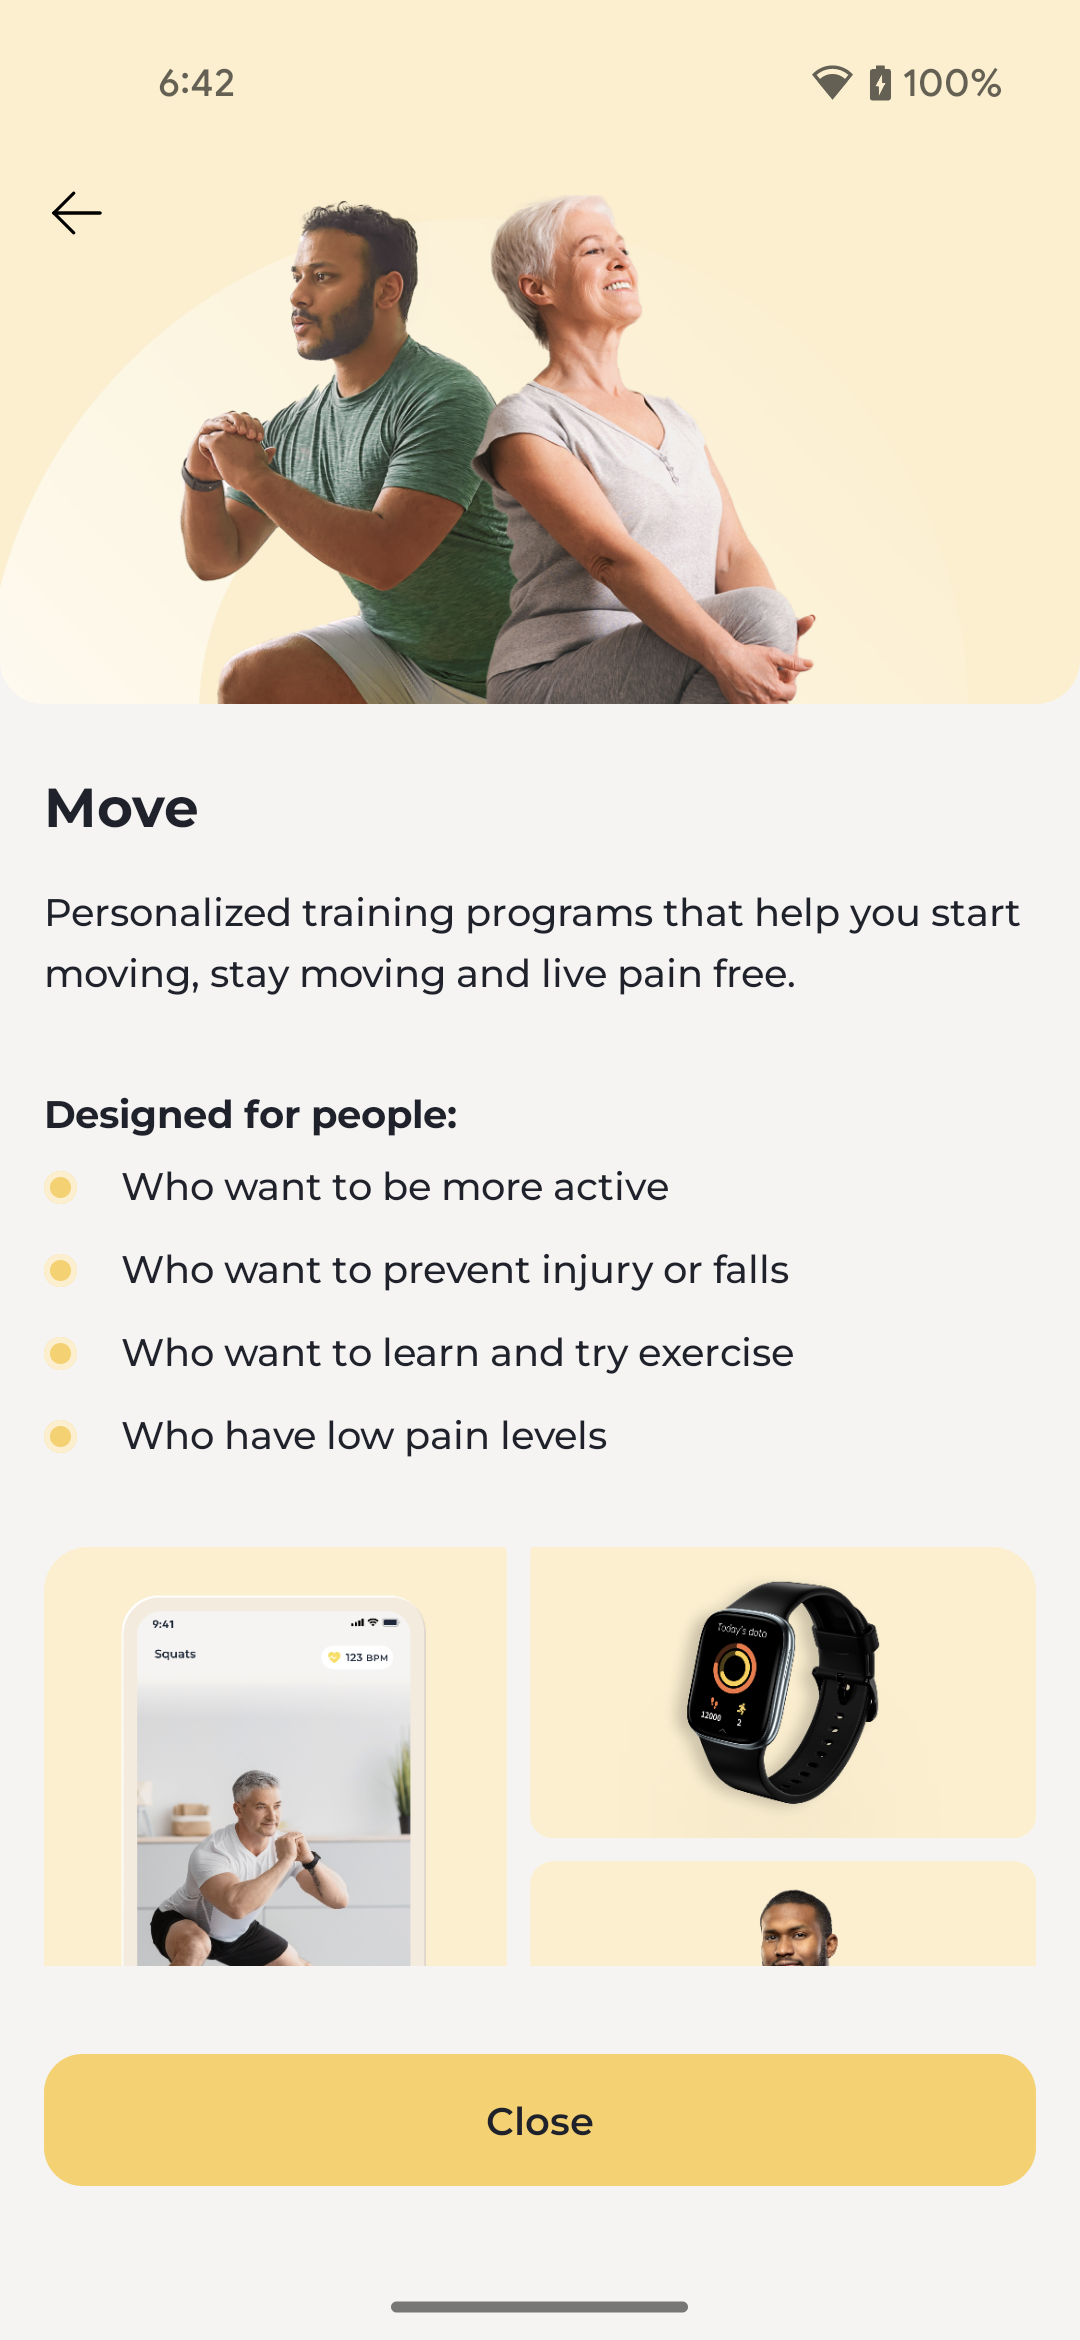 6:42
100%
Move
Personalized training programs that help you start
moving, stay moving and live pain free.
Designed for people:
Who want to be more active
Who want to prevent injury or falls
Who want to learn and try exercise
Who have low pain levels
9:41
Squats
123 BPM
Today's data
12000
2
Close